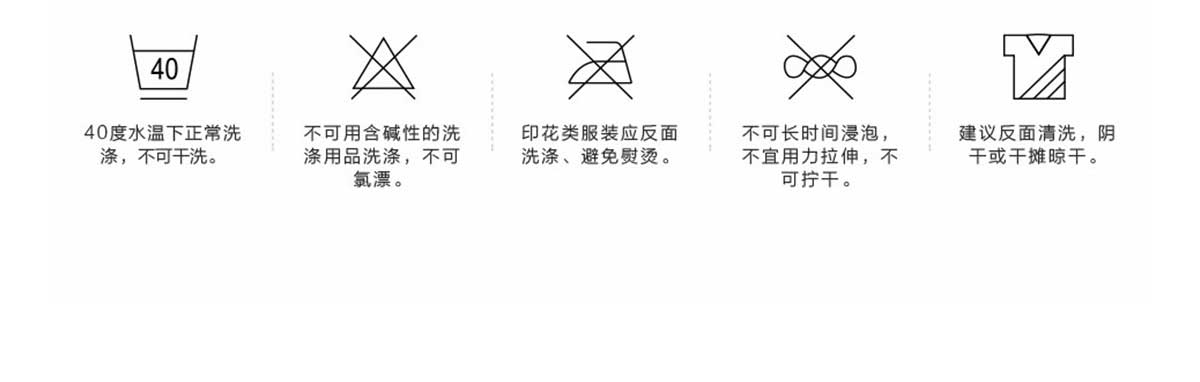 40
40度水温下正常洗
涤，不可干洗。
不可用含碱性的洗
涤用品洗涤，不可
氯漂。
印花类服装应反面
洗涤、避免熨烫。
不可长时间浸泡，
不宜用力拉伸，不
可拧干。
建议反面清洗，阴
干或干摊晾干。